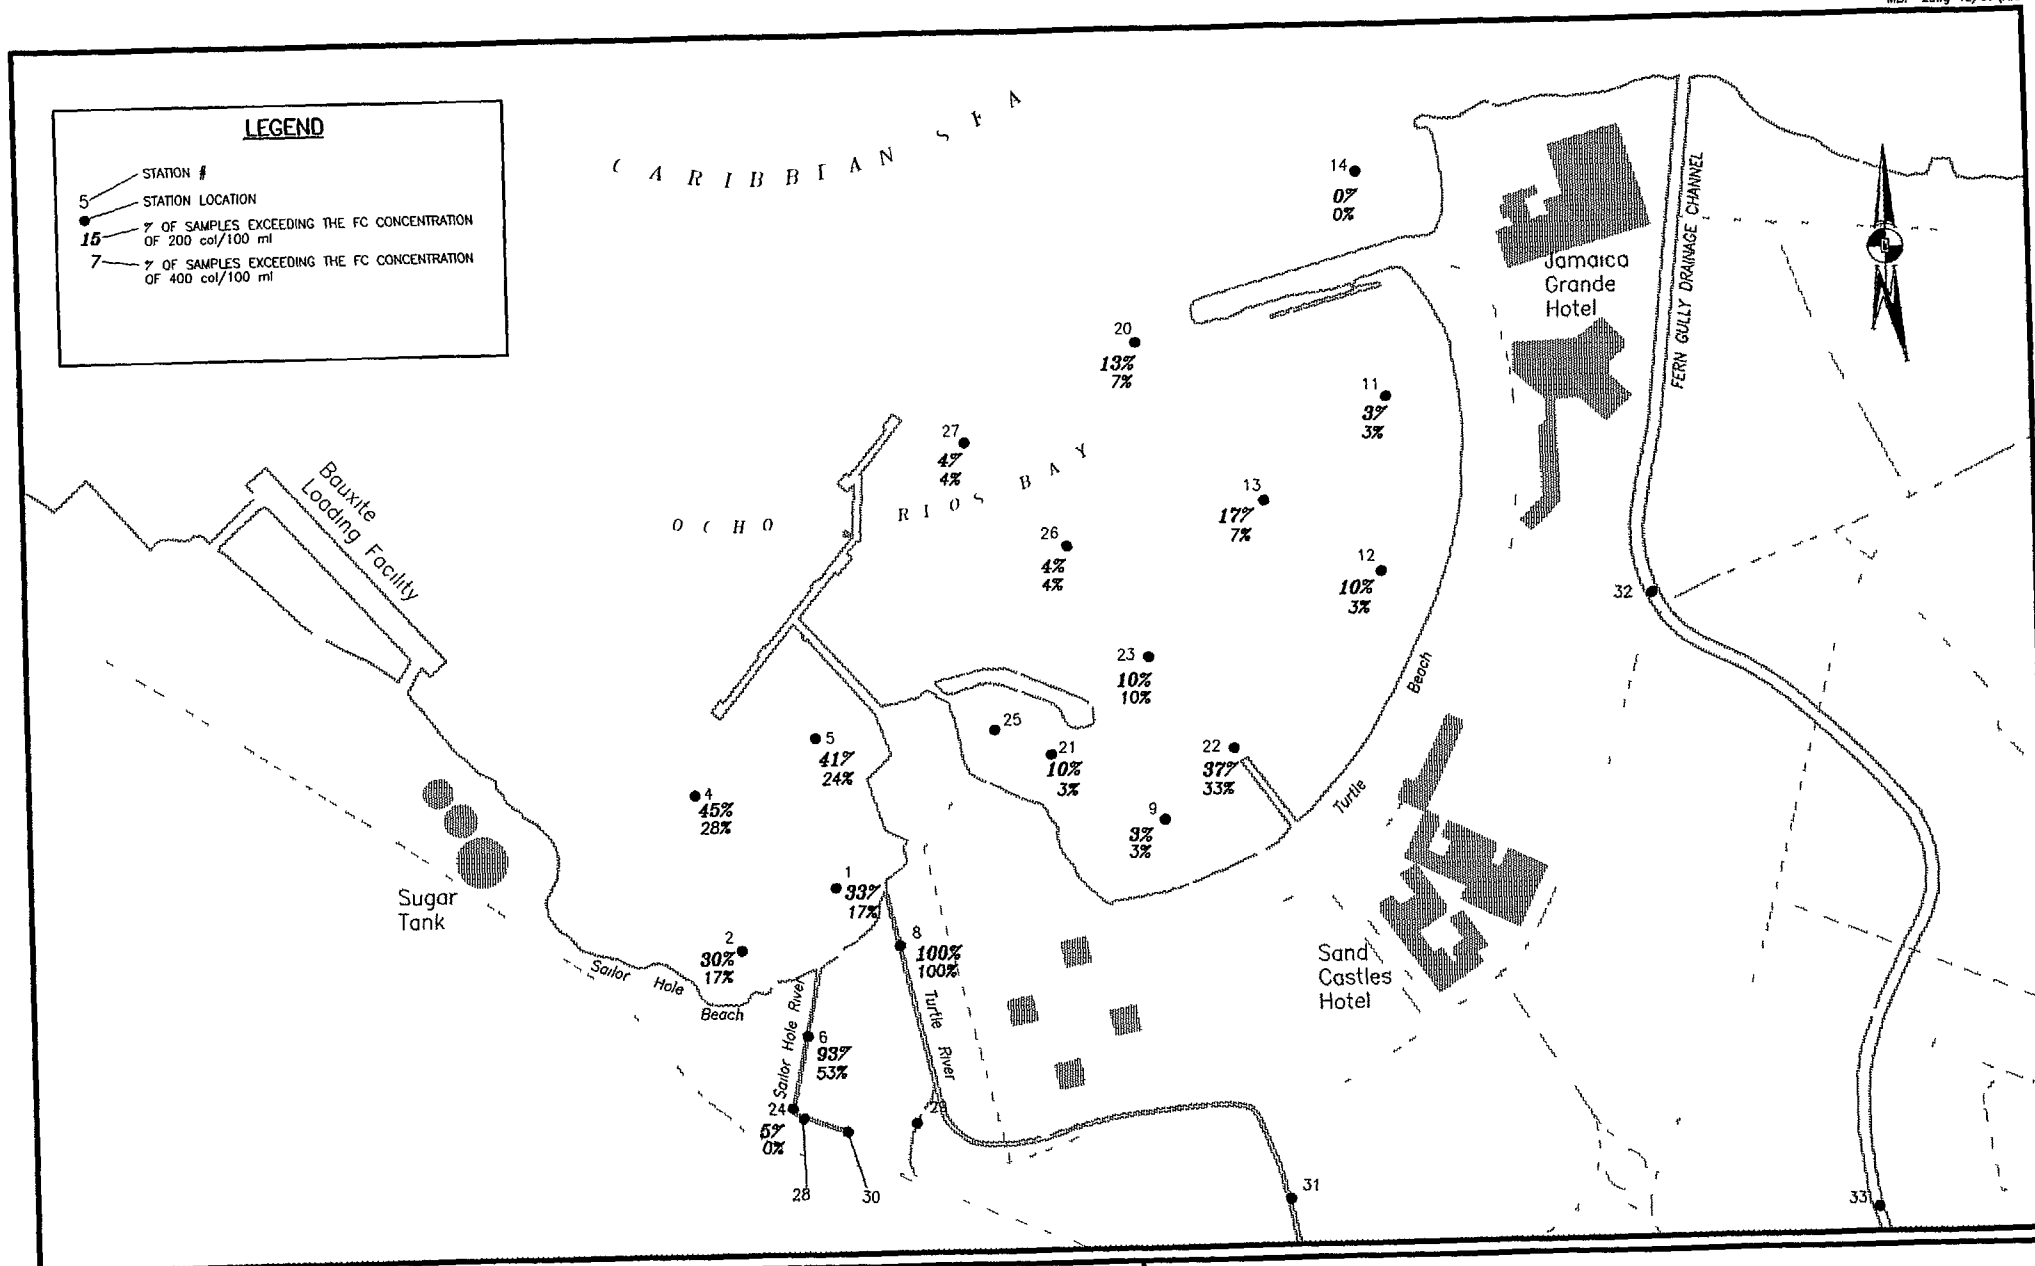 LEGEND
STATION #
5
STATION LOCATION
15
% OF SAMPLES EXCEEDING THE FC CONCENTRATION
OF 200 col/100 ml
7
% OF SAMPLES EXCEEDING THE FC CONCENTRATION
OF 400 col/100 ml
CARIBBEAN SEA
14
0%
0%
Jamaica
Grande
Hotel
FERN GULLY DRAINAGE CHANNEL
20
13%
7%
11
3%
3%
27
4%
4%
OCHO RIOS BAY
13
17%
7%
26
4%
4%
12
10%
3%
Bauxite
Loading Facility
32
23
10%
10%
25
21
10%
3%
22
37%
33%
Turtle Beach
5
41%
24%
4
45%
28%
9
3%
3%
Sugar
Tank
1
33%
17%
2
30%
17%
8
100%
100%
Sailor Hole
Beach
Sailor Hole River
Turtle River
Sand
Castles
Hotel
6
93%
53%
24
5%
0%
29
28
30
31
33